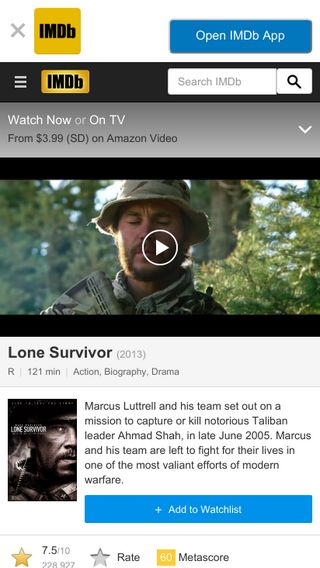 IMDb
Open IMDb App
IMDb
Search IMDb
Watch Now or On TV
From $3.99 (SD) on Amazon Video
Lone Survivor (2013)
R | 121 min | Action, Biography, Drama
LONE SURVIVOR
Marcus Luttrell and his team set out on a
mission to capture or kill notorious Taliban
leader Ahmad Shah, in late June 2005. Marcus
and his team are left to fight for their lives in
one of the most valiant efforts of modern
warfare.
+ Add to Watchlist
7.5/10
228,927
Rate
60 Metascore